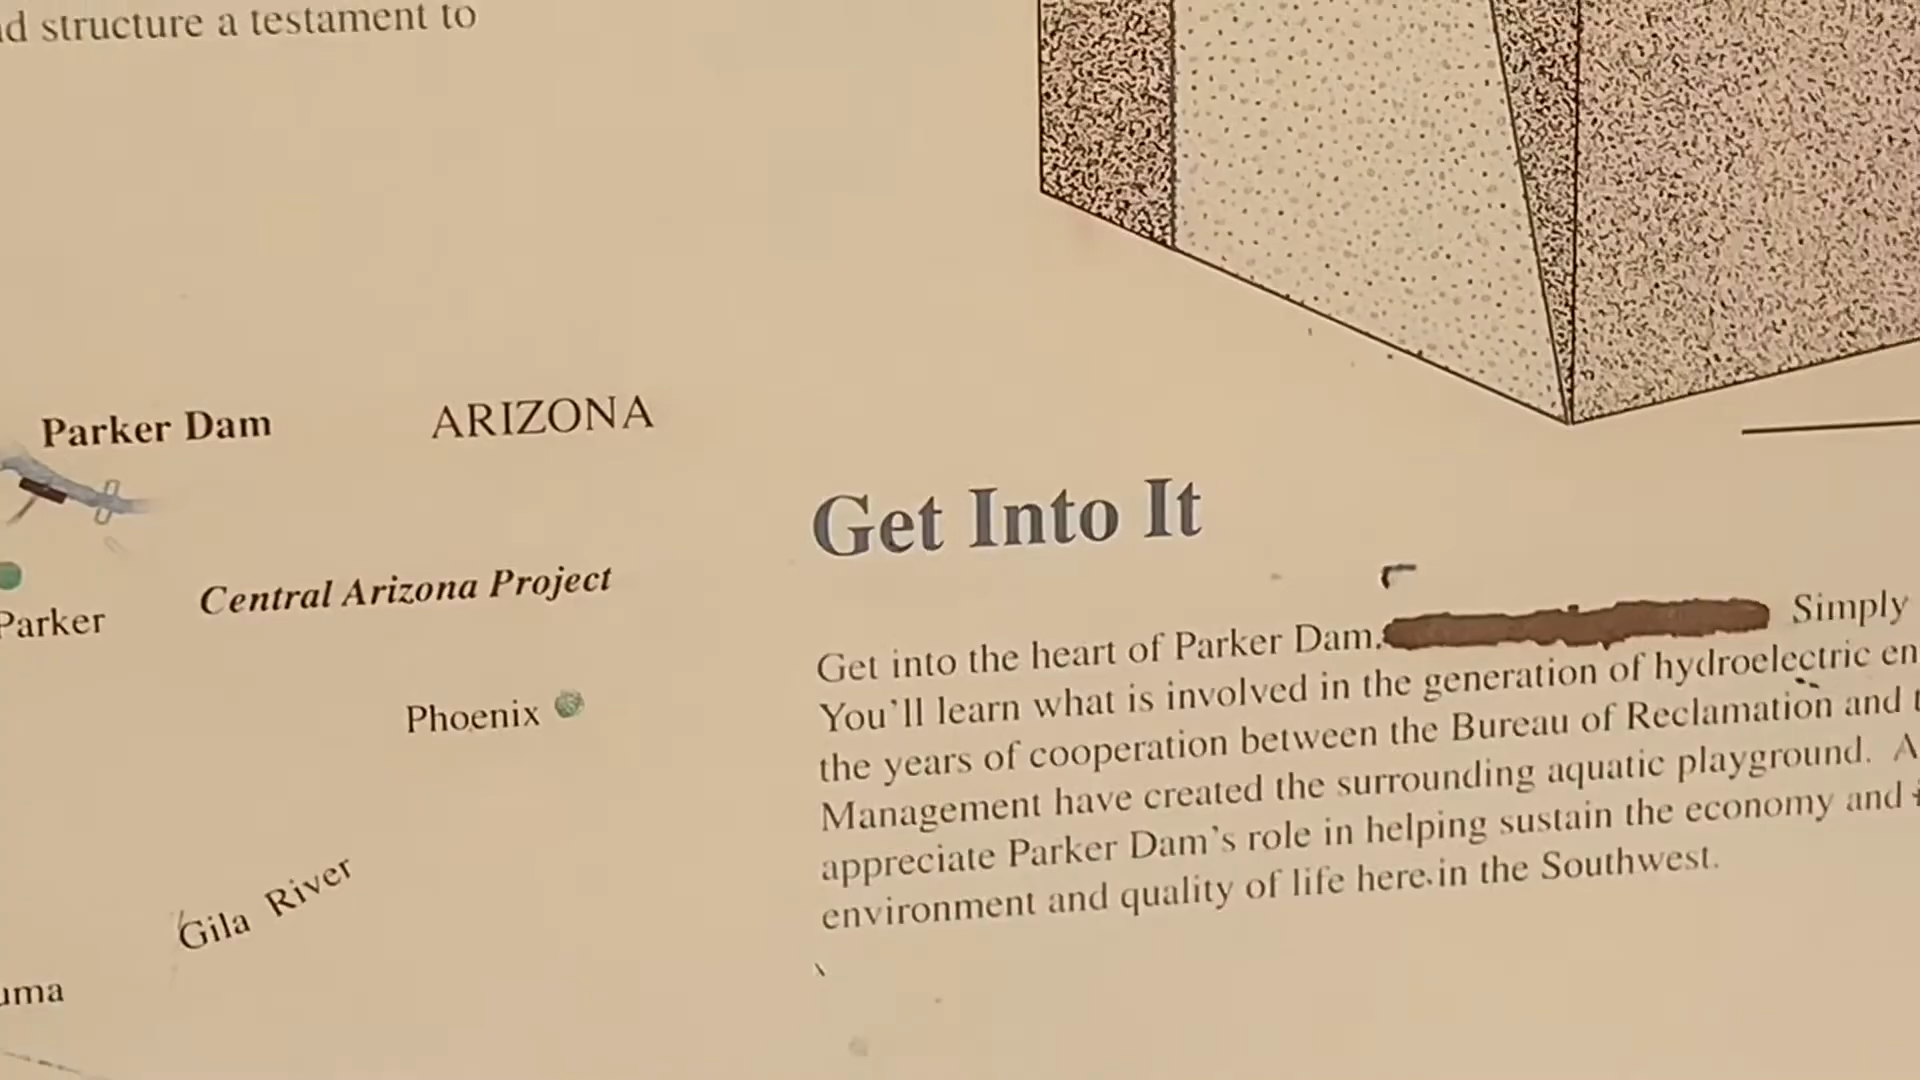 structure a testament to
Parker Dam
ARIZONA
Central Arizona Project
Parker
Phoenix
Gila River
Get Into It
Get into the heart of Parker Dam. Simply
You'll learn what is involved in the generation of hydroelectric
the years of cooperation between the Bureau of Reclamation and
Management have created the surrounding aquatic playground.
appreciate Parker Dam's role in helping sustain the economy and
environment and quality of life here in the Southwest.